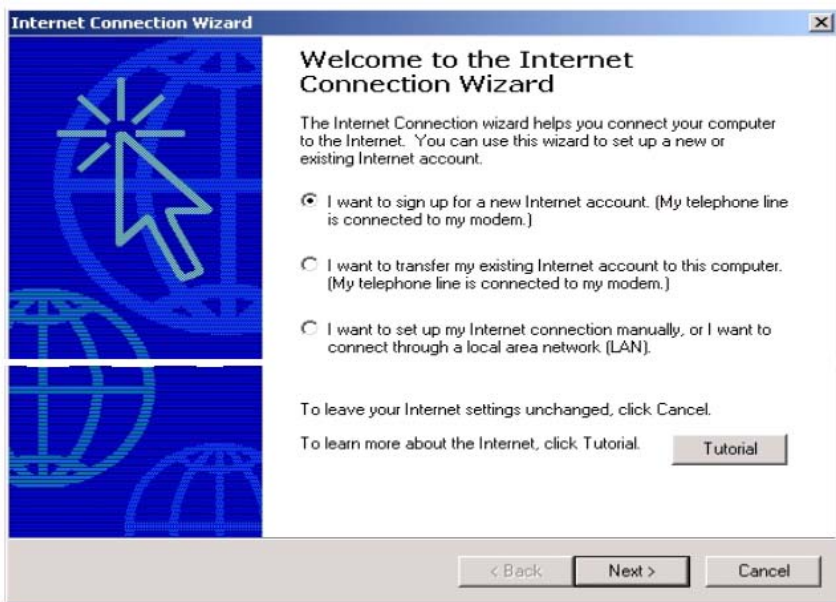 Internet Connection Wizard
Welcome to the Internet
Connection Wizard
The Internet Connection wizard helps you connect your computer
to the Internet. You can use this wizard to set up a new or
existing Internet account.
I want to sign up for a new Internet account. (My telephone line
is connected to my modem.)
I want to transfer my existing Internet account to this computer.
(My telephone line is connected to my modem.)
I want to set up my Internet connection manually, or I want to
connect through a local area network (LAN).
To leave your Internet settings unchanged, click Cancel.
To learn more about the Internet, click Tutorial.
Tutorial
< Back
Next >
Cancel